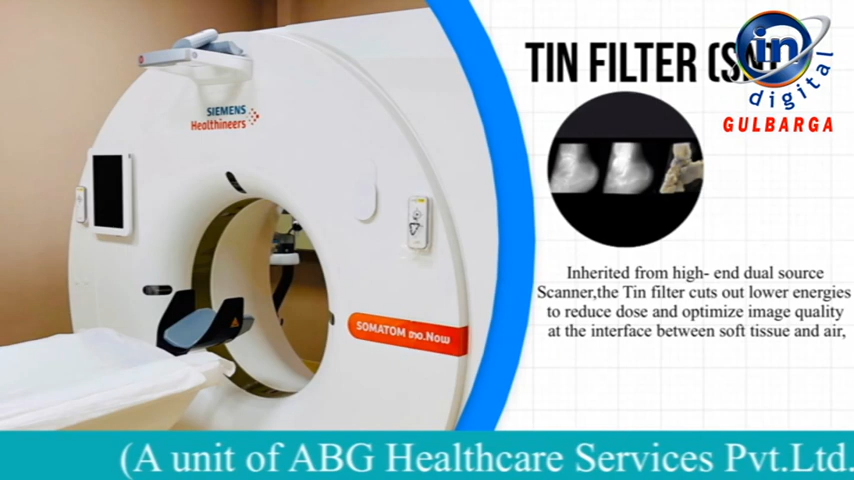 TIN FILTER (SN)
in
digital
GULBARGA
SIEMENS
Healthineers
SOMATOM go.Now
Inherited from high- end dual source
Scanner,the Tin filter cuts out lower energies
to reduce dose and optimize image quality
at the interface between soft tissue and air,
(A unit of ABG Healthcare Services Pvt.Ltd.